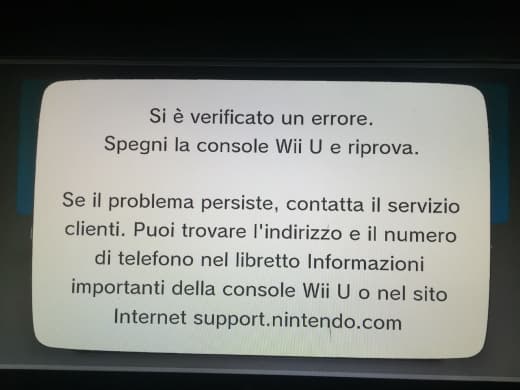 Si è verificato un errore.
Spegni la console Wii U e riprova.
Se il problema persiste, contatta il servizio
clienti. Puoi trovare l'indirizzo e il numero
di telefono nel libretto Informazioni
importanti della console Wii U o nel sito
Internet support.nintendo.com